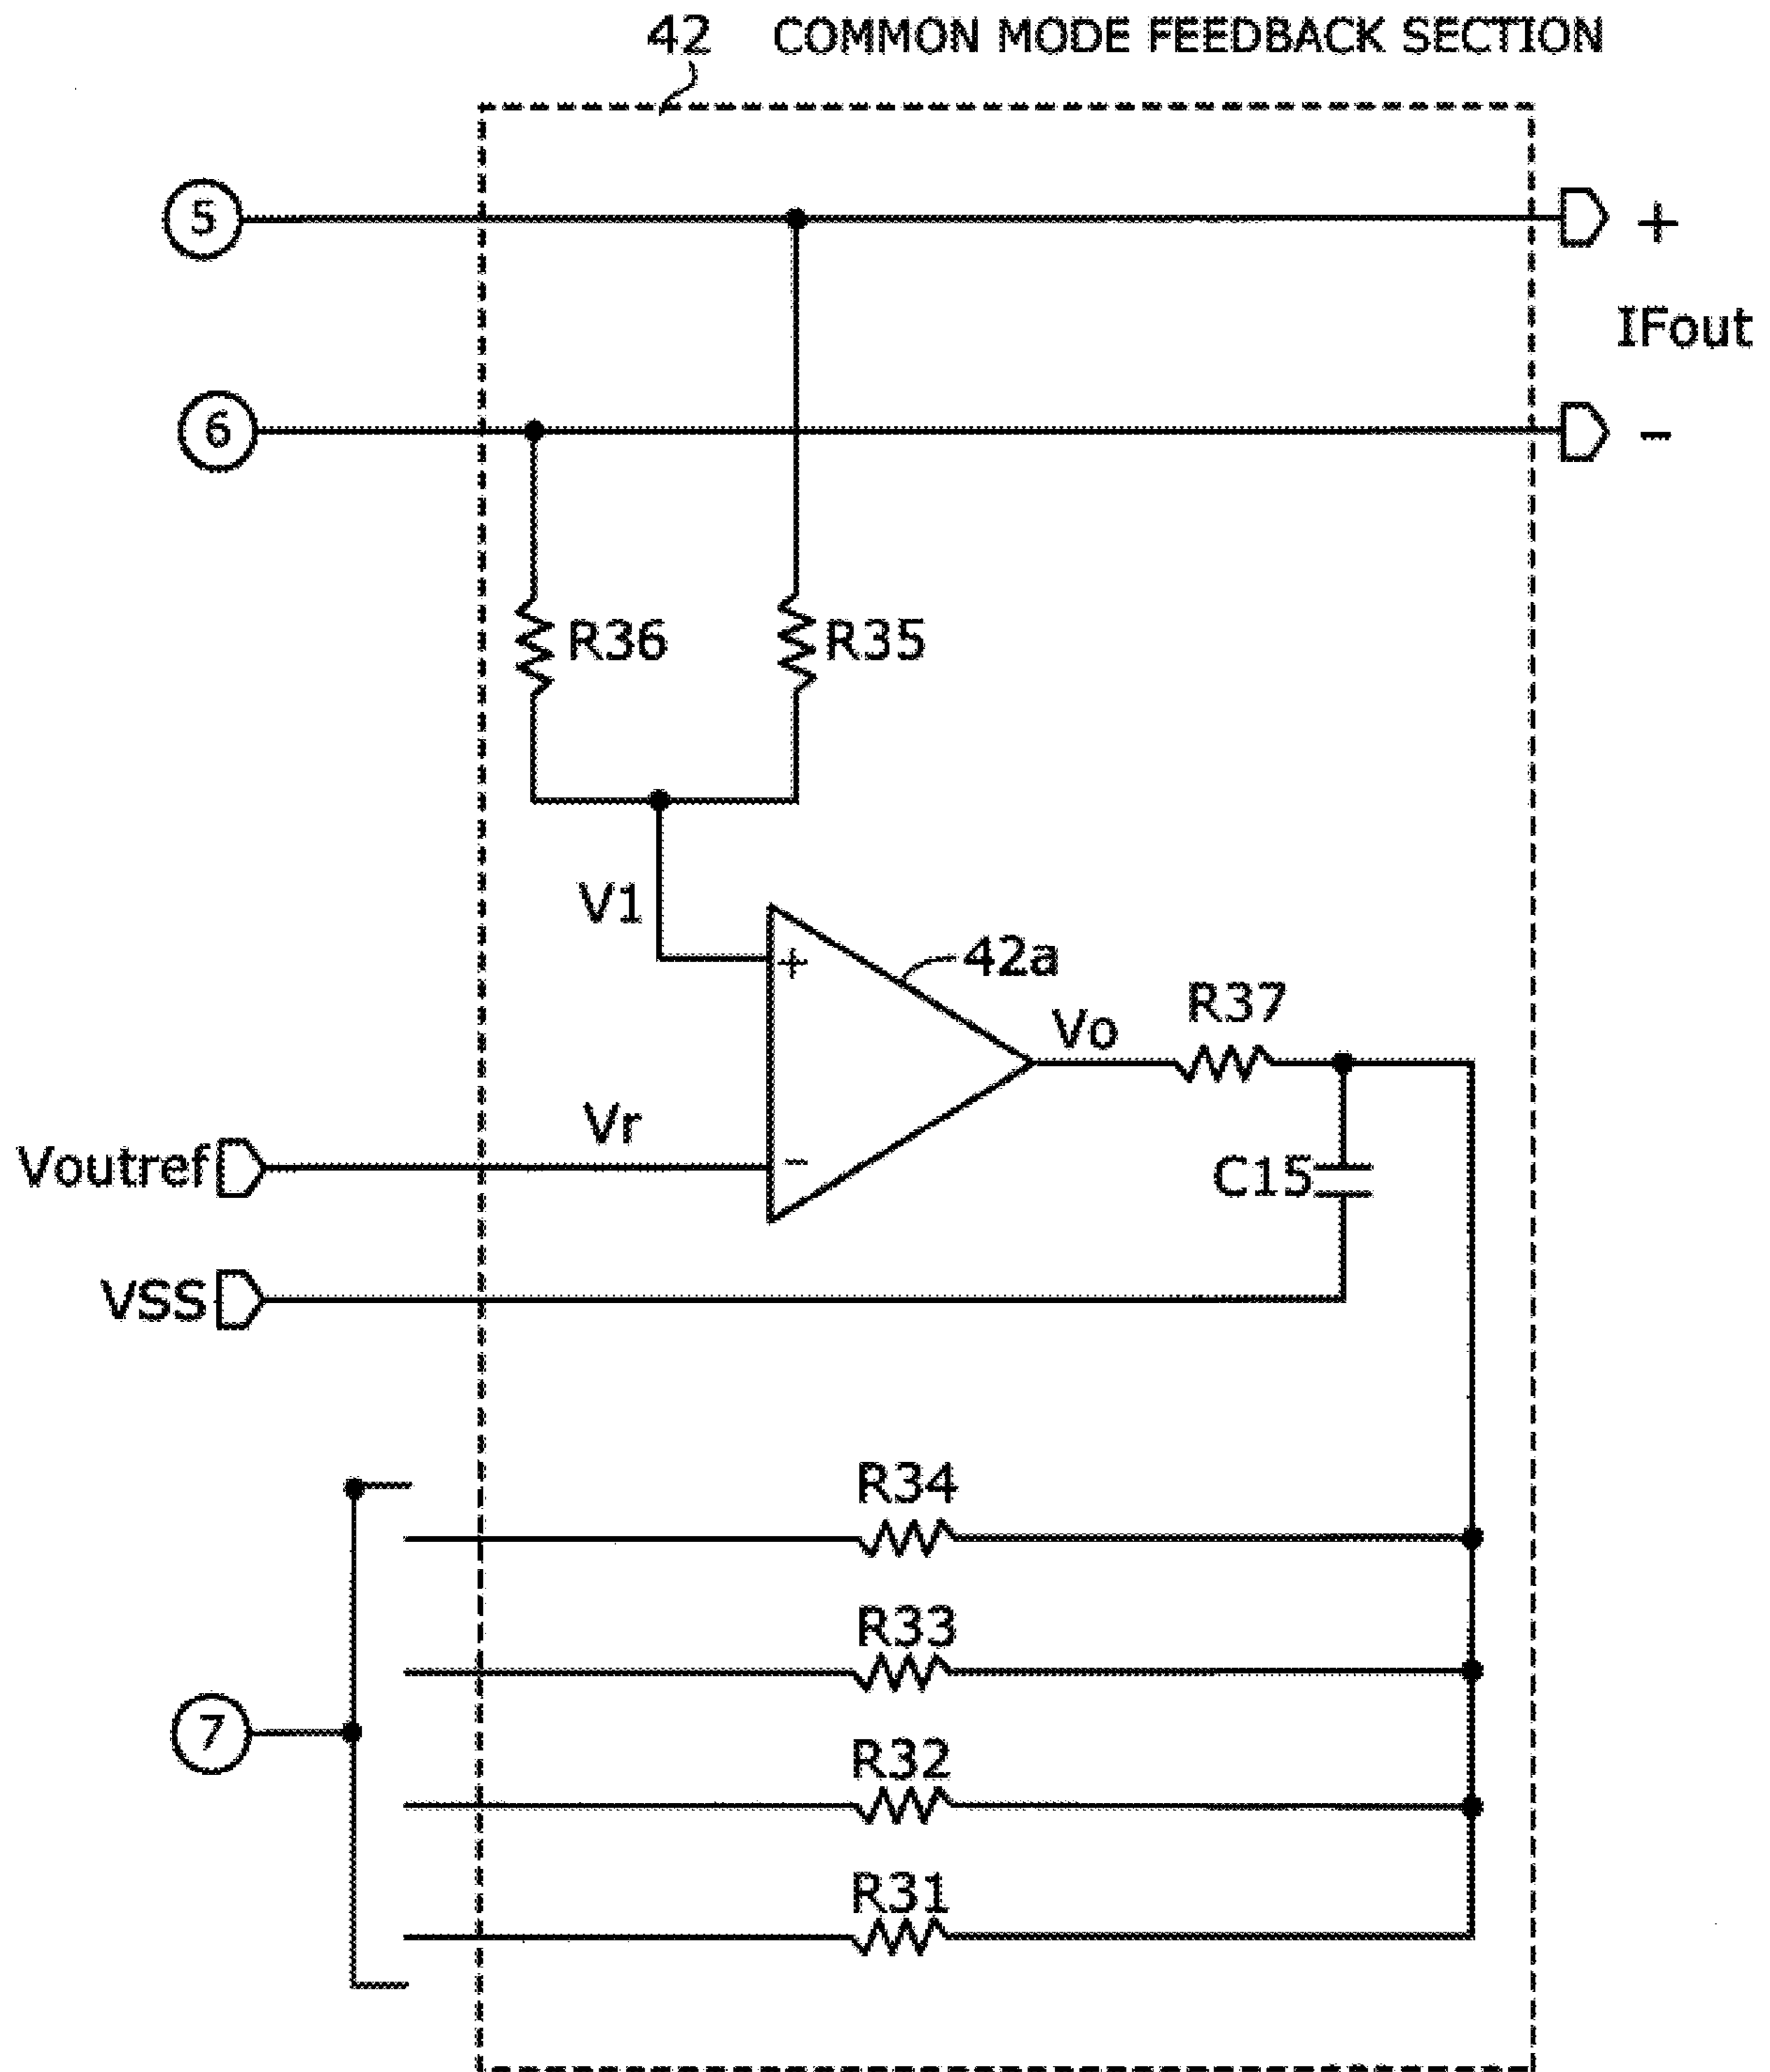 42 COMMON MODE FEEDBACK SECTION
5
+
IFout
6
-
R36
R35
V1
+
42a
Vo
R37
Vr
Voutref
-
C15
VSS
R34
R33
7
R32
R31